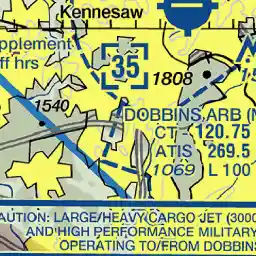 Kennesaw
pplement
ff hrs
35
1808
1540
DOBBINS ARB (N
CT 120.75
ATIS 269.5
1069 L 100
AUTION: LARGE/HEAVY CARGO JET (3000
AND HIGH PERFORMANCE MILITARY
OPERATING TO/FROM DOBBINS